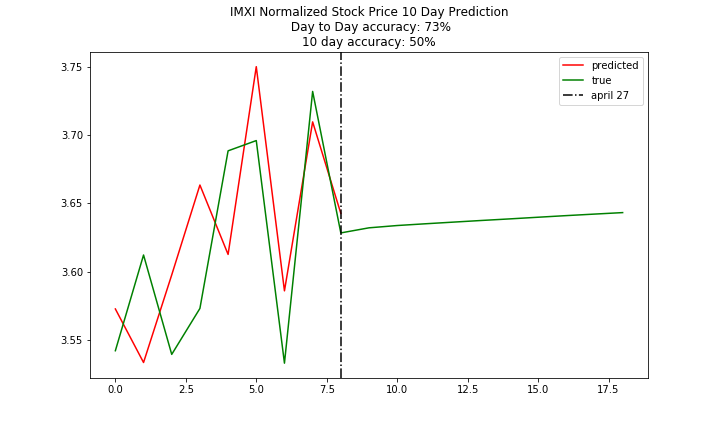 IMXI Normalized Stock Price 10 Day Prediction
Day to Day accuracy: 73%
10 day accuracy: 50%
predicted
true
april 27
3.75
3.70
3.65
3.60
3.55
0.0 2.5 5.0 7.5 10.0 12.5 15.0 17.5